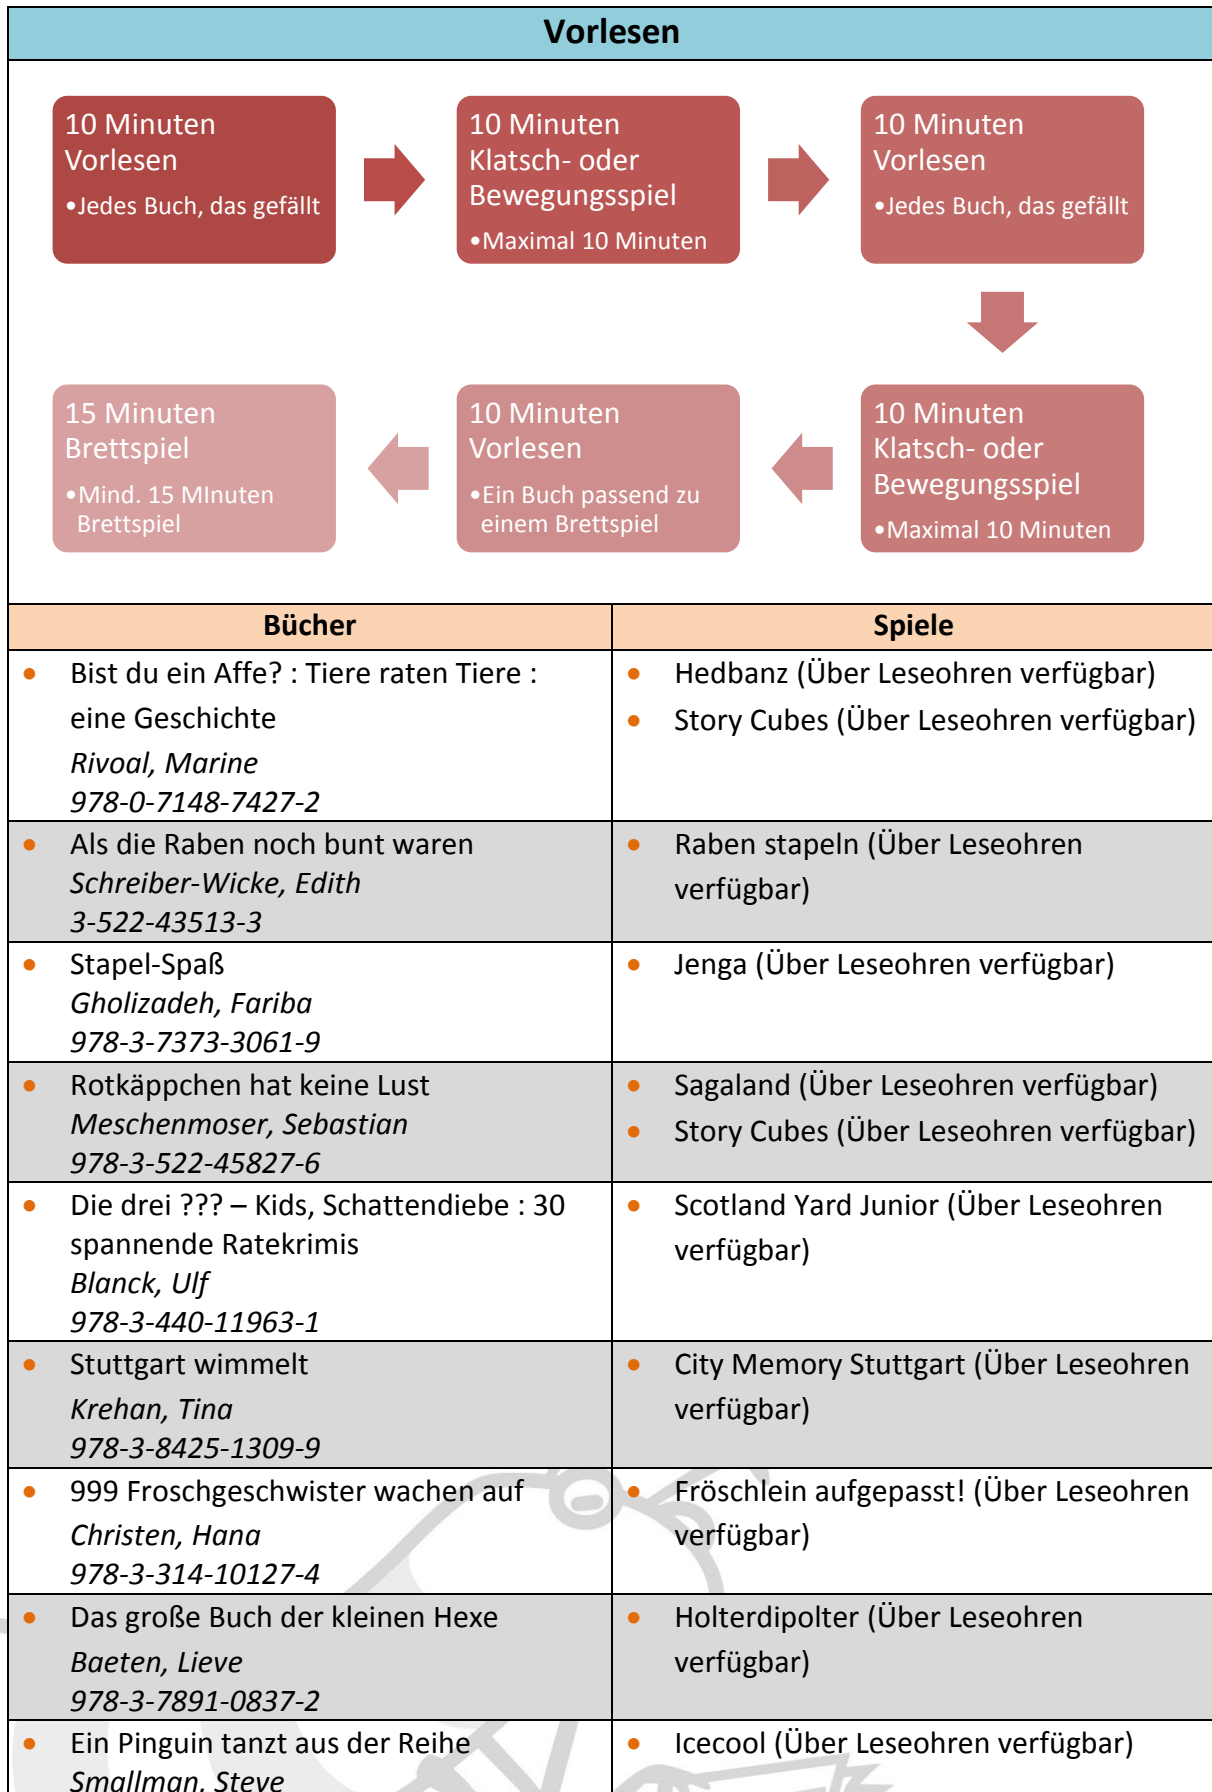 Vorlesen
10 Minuten
Vorlesen
•Jedes Buch, das gefällt
10 Minuten
Klatsch- oder
Bewegungsspiel
•Maximal 10 Minuten
10 Minuten
Vorlesen
•Jedes Buch, das gefällt
10 Minuten
Klatsch- oder
Bewegungsspiel
•Maximal 10 Minuten
10 Minuten
Vorlesen
•Ein Buch passend zu
einem Brettspiel
15 Minuten
Brettspiel
•Mind. 15 MInuten
Brettspiel
Bücher
Spiele
• Bist du ein Affe? : Tiere raten Tiere :
eine Geschichte
Rivoal, Marine
978-0-7148-7427-2
• Hedbanz (Über Leseohren verfügbar)
• Story Cubes (Über Leseohren verfügbar)
• Als die Raben noch bunt waren
Schreiber-Wicke, Edith
3-522-43513-3
• Raben stapeln (Über Leseohren
verfügbar)
• Stapel-Spaß
Gholizadeh, Fariba
978-3-7373-3061-9
• Jenga (Über Leseohren verfügbar)
• Rotkäppchen hat keine Lust
Meschenmoser, Sebastian
978-3-522-45827-6
• Sagaland (Über Leseohren verfügbar)
• Story Cubes (Über Leseohren verfügbar)
• Die drei ??? – Kids, Schattendiebe : 30
spannende Ratekrimis
Blanck, Ulf
978-3-440-11963-1
• Scotland Yard Junior (Über Leseohren
verfügbar)
• Stuttgart wimmelt
Krehan, Tina
978-3-8425-1309-9
• City Memory Stuttgart (Über Leseohren
verfügbar)
• 999 Froschgeschwister wachen auf
Christen, Hana
978-3-314-10127-4
• Fröschlein aufgepasst! (Über Leseohren
verfügbar)
• Das große Buch der kleinen Hexe
Baeten, Lieve
978-3-7891-0837-2
• Holterdipolter (Über Leseohren
verfügbar)
• Ein Pinguin tanzt aus der Reihe
Smallman, Steve
• Icecool (Über Leseohren verfügbar)